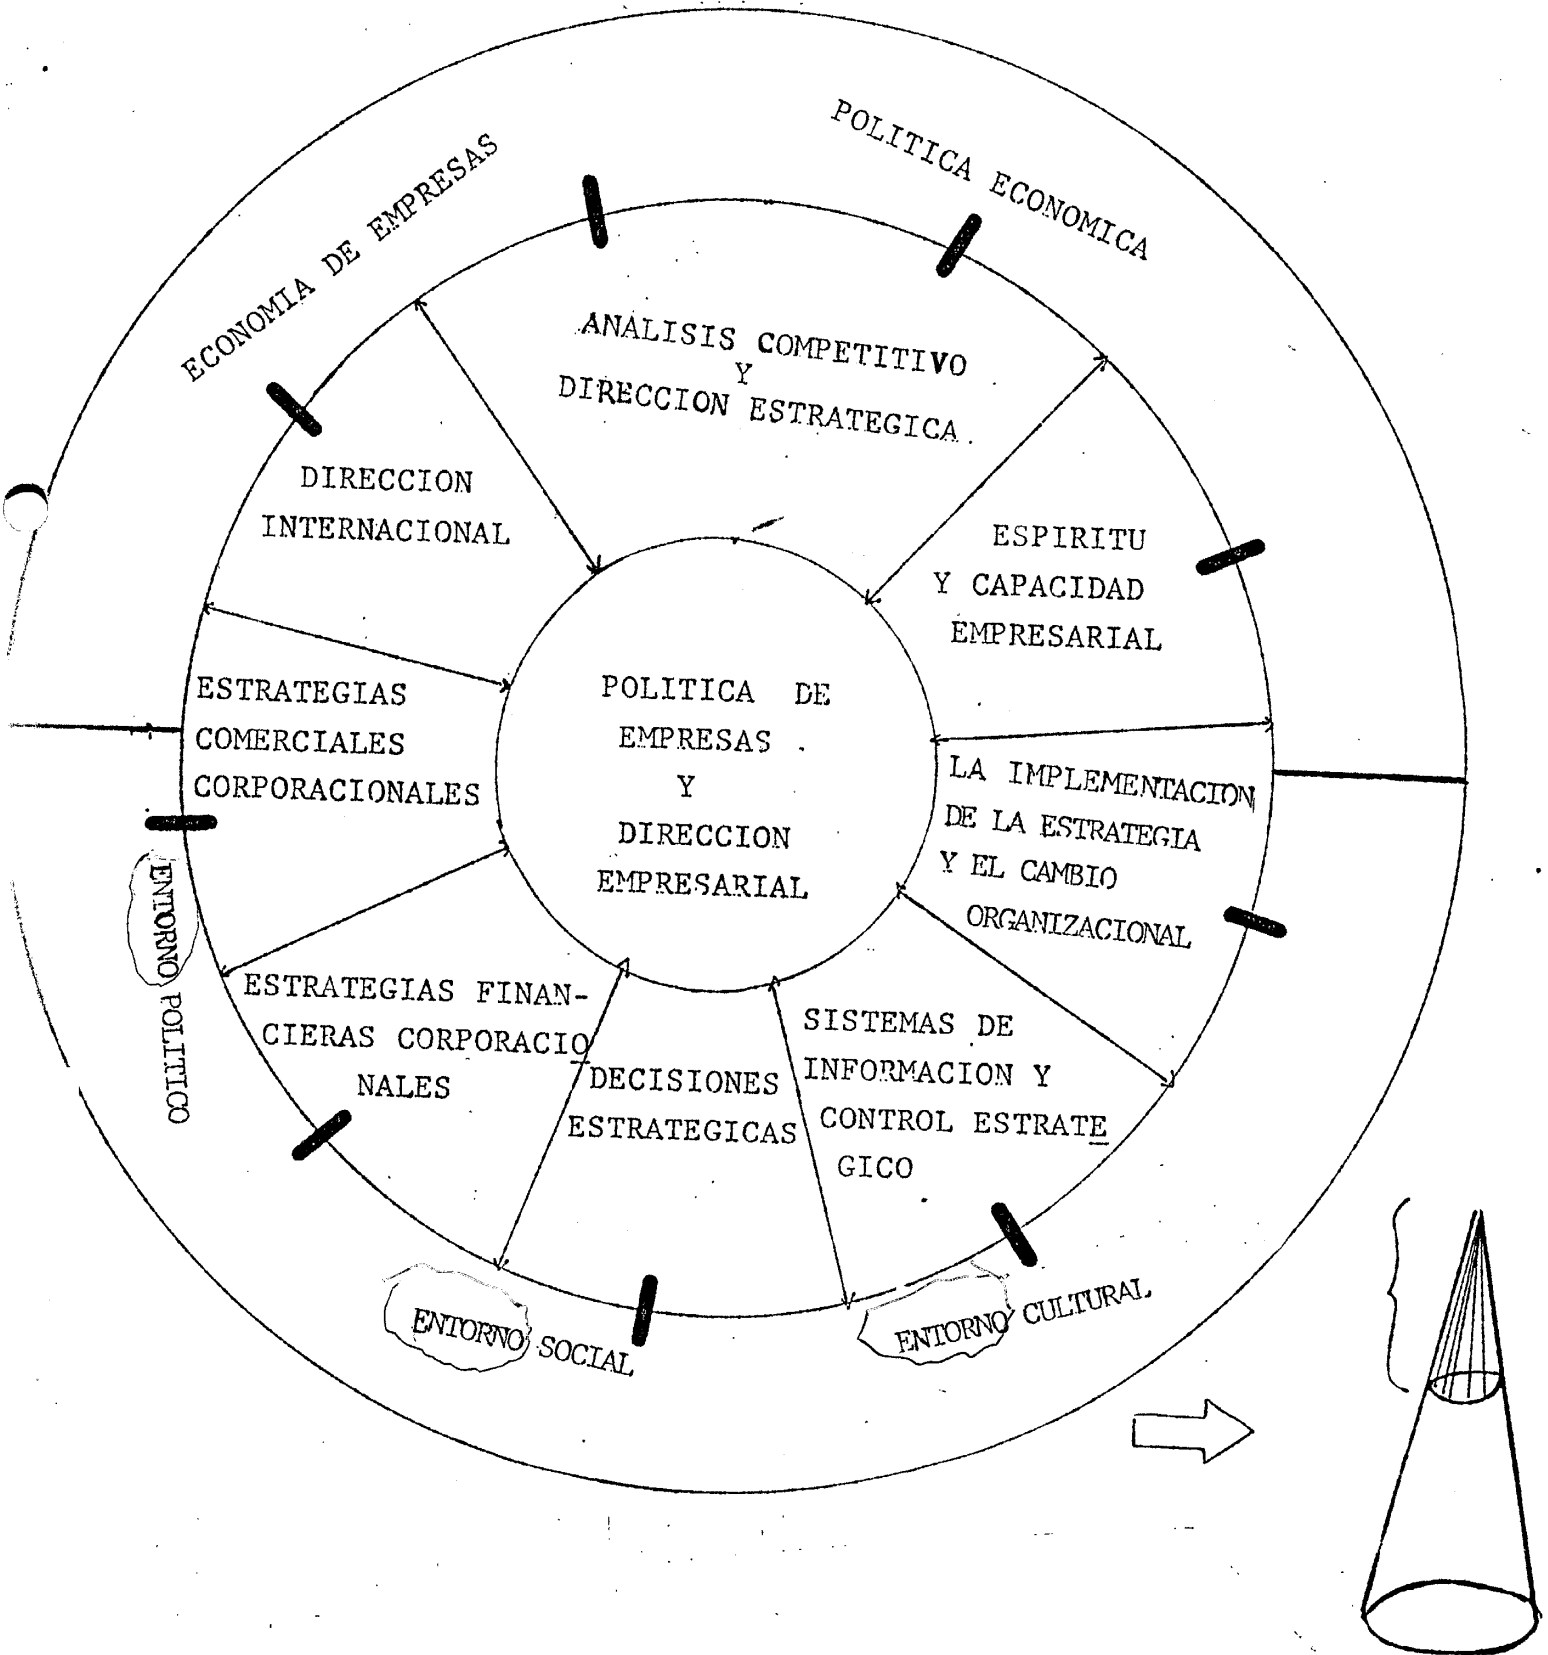 POLITICA ECONOMICA
ECONOMIA DE EMPRESAS
ANALISIS COMPETITIVO
Y
DIRECCION ESTRATEGICA.
DIRECCION
INTERNACIONAL
ESPIRITU
Y CAPACIDAD
EMPRESARIAL
ESTRATEGIAS
COMERCIALES
CORPORACIONALES
POLITICA DE
EMPRESAS
Y
DIRECCION
EMPRESARIAL
LA IMPLEMENTACION
DE LA ESTRATEGIA
Y EL CAMBIO
ORGANIZACIONAL
ENTORNO POLITICO
ESTRATEGIAS FINAN-
CIERAS CORPORACIO
NALES
DECISIONES
ESTRATEGICAS
SISTEMAS DE
INFORMACION Y
CONTROL ESTRATE
GICO
ENTORNO SOCIAL
ENTORNO CULTURAL